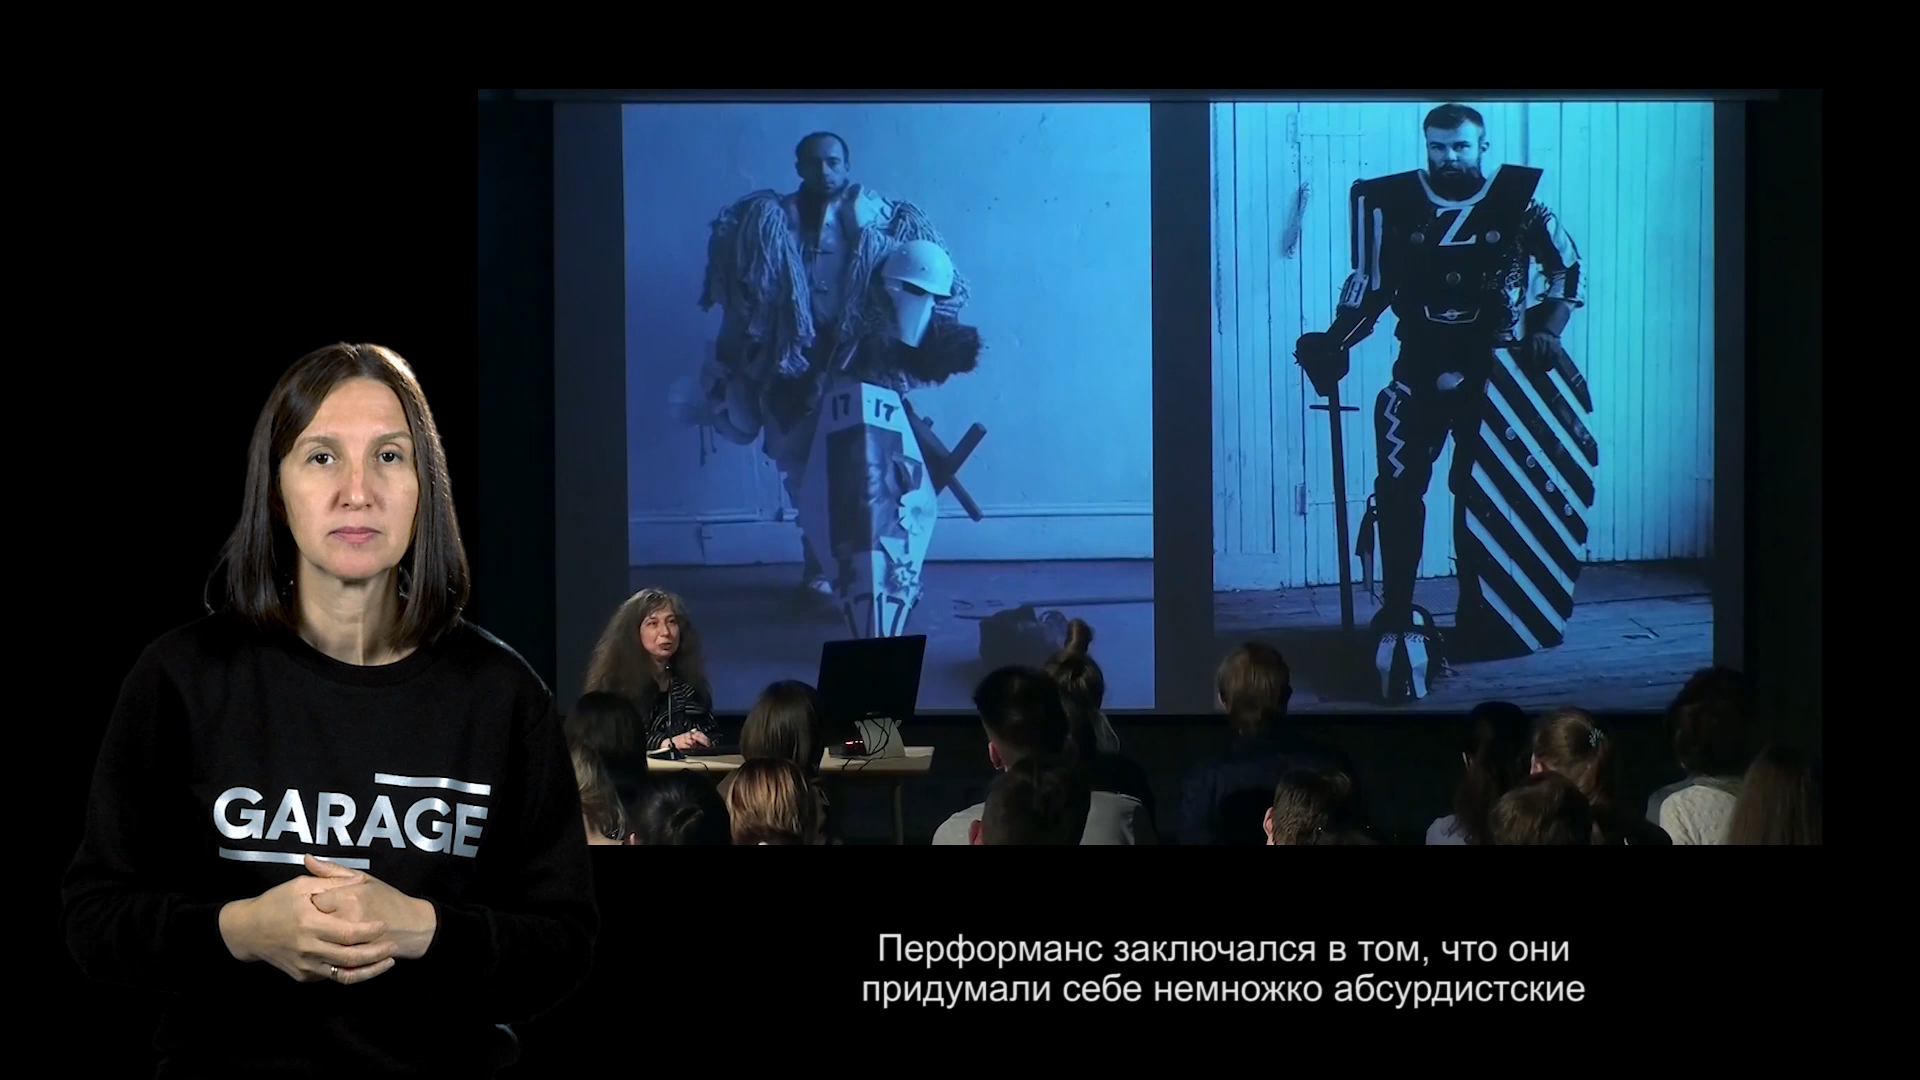 Z
17 17
17
GARAGE
Перформанс заключался в том, что они
придумали себе немножко абсурдистские